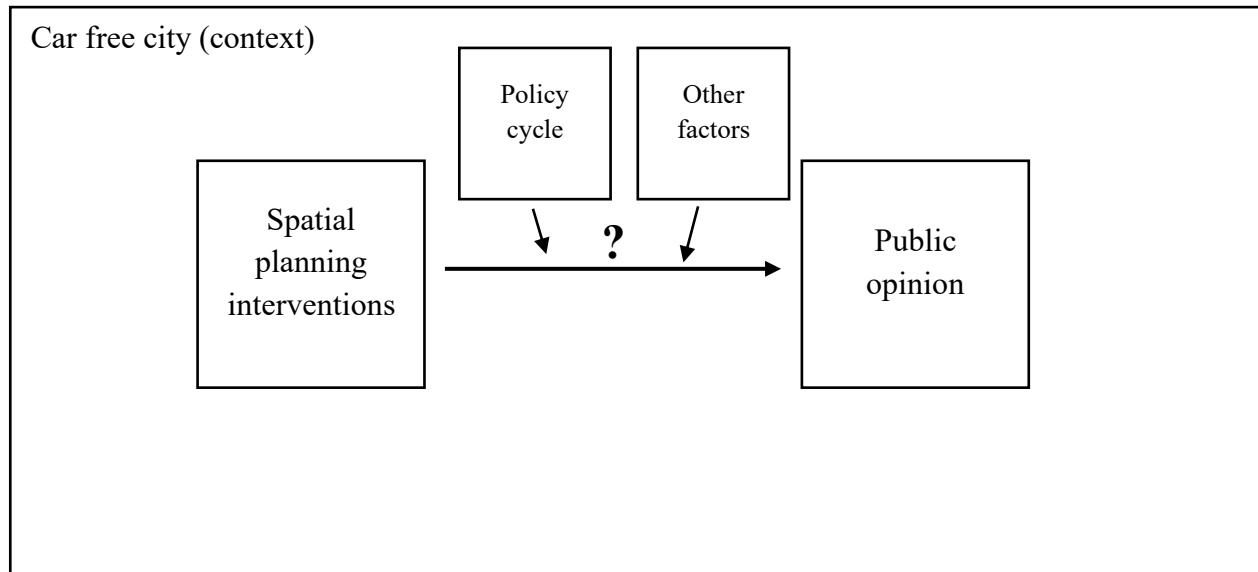 Car free city (context)
Policy
cycle
Other
factors
Spatial
planning
interventions
?
Public
opinion